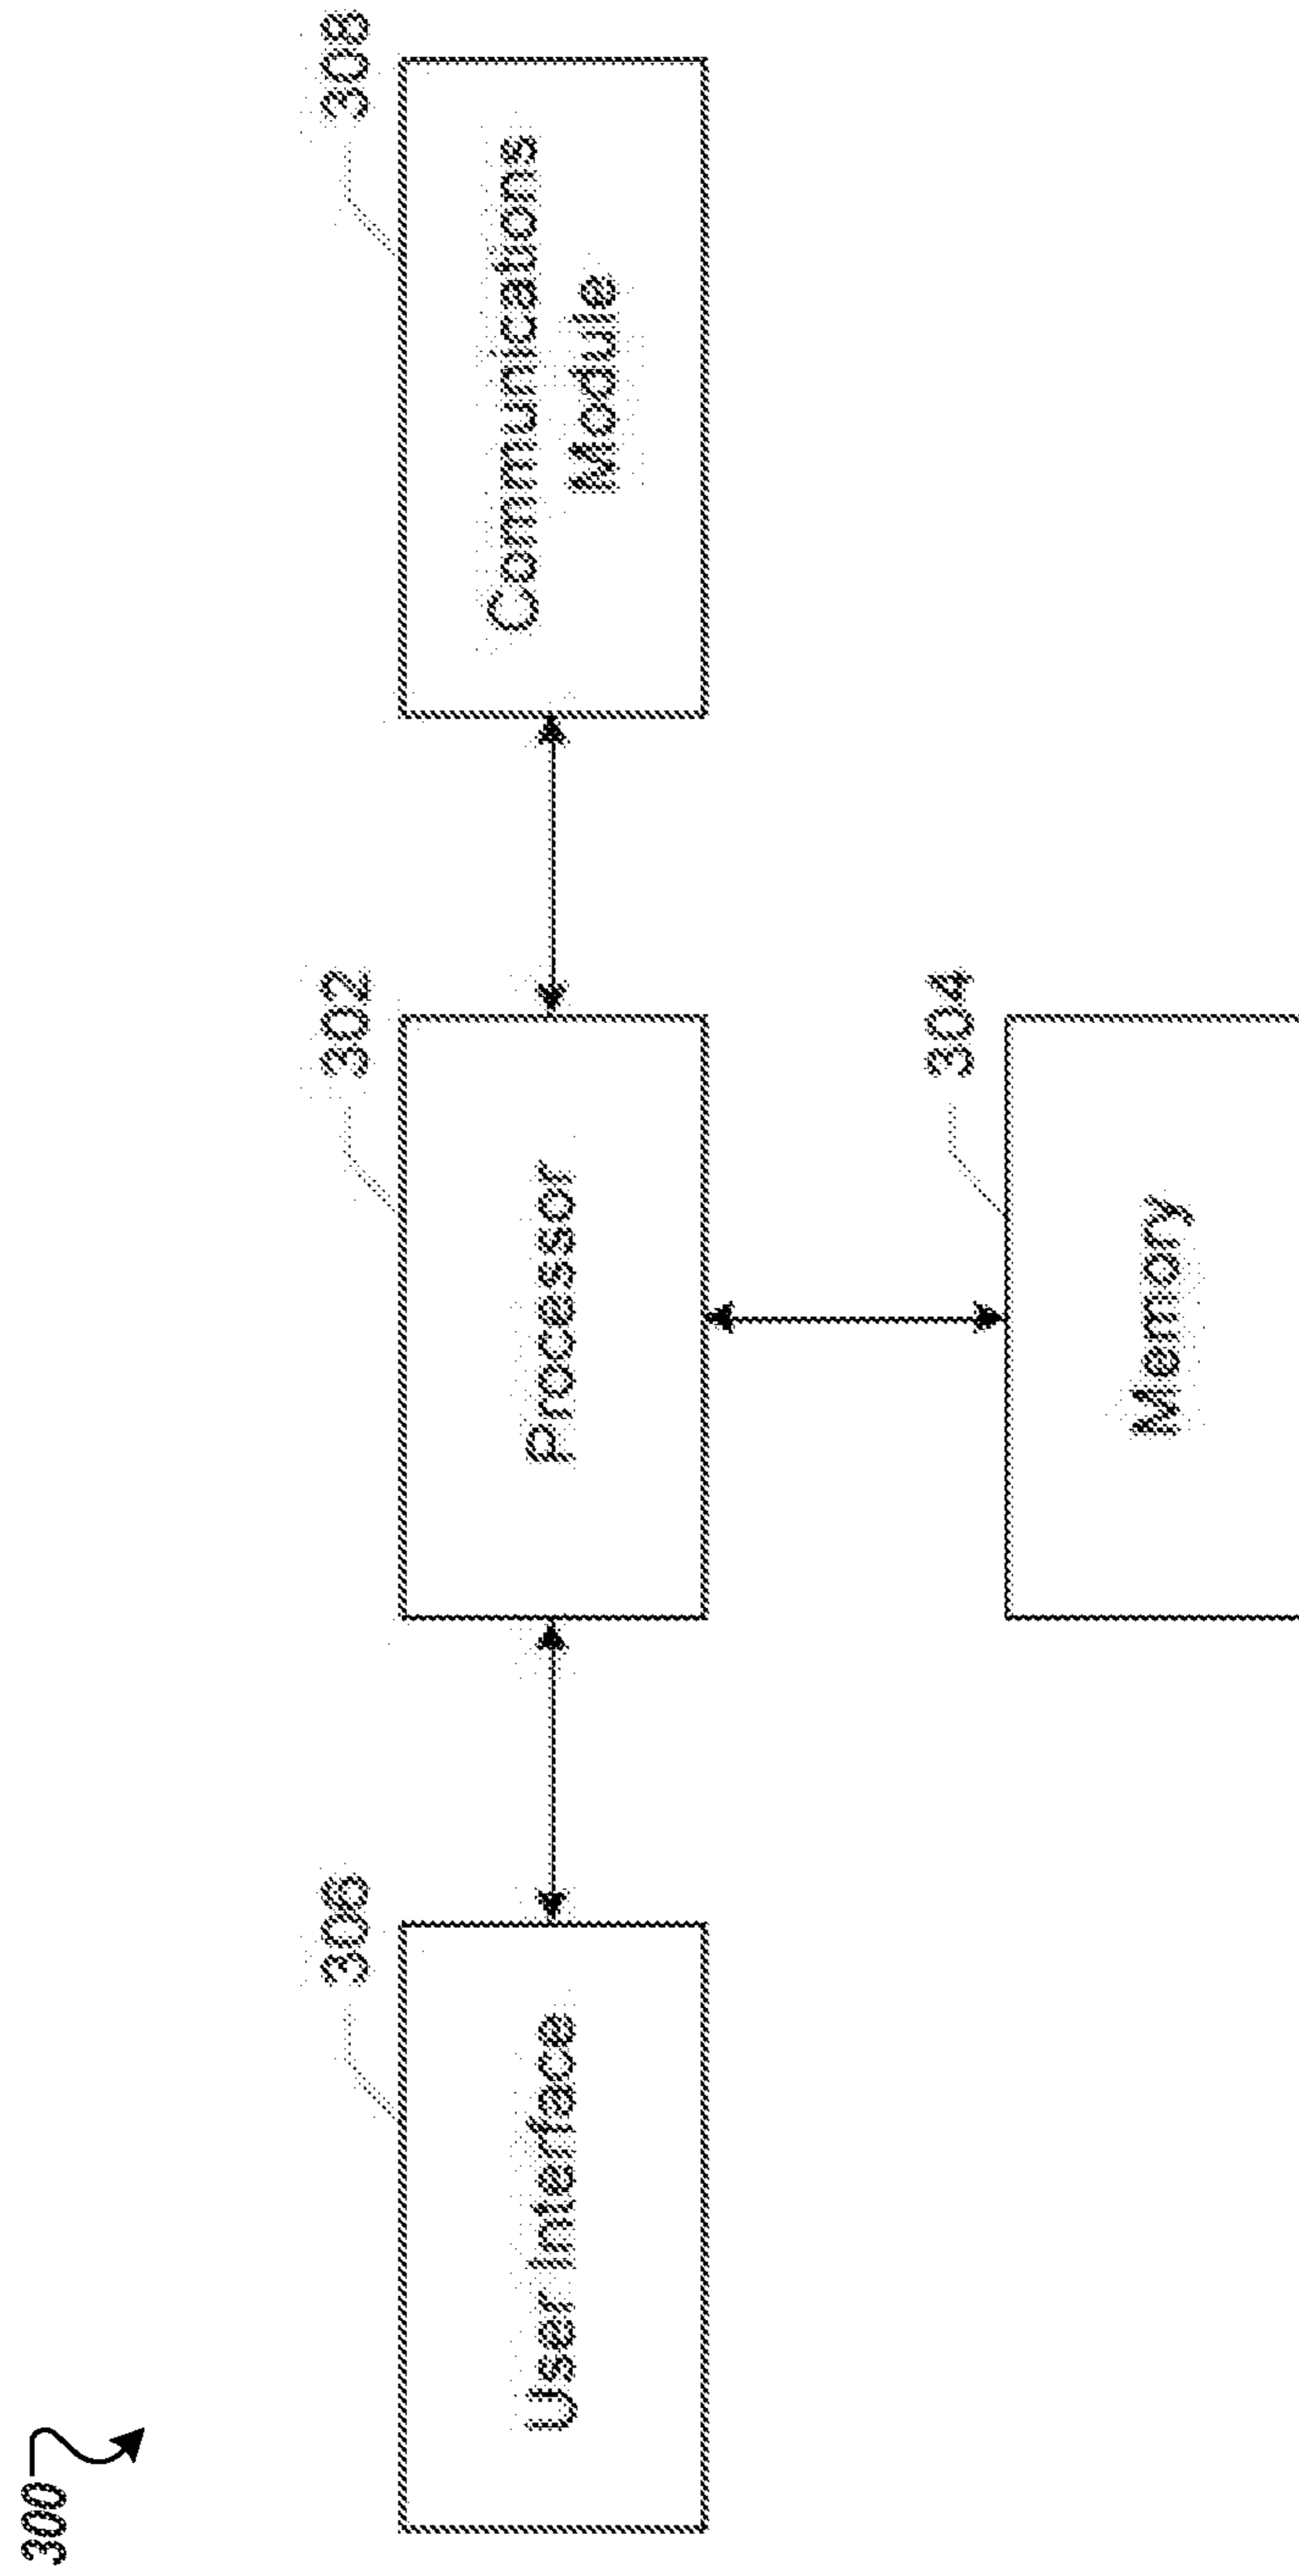 300
306
User Interface
302
Processor
308
Communications
Module
304
Memory